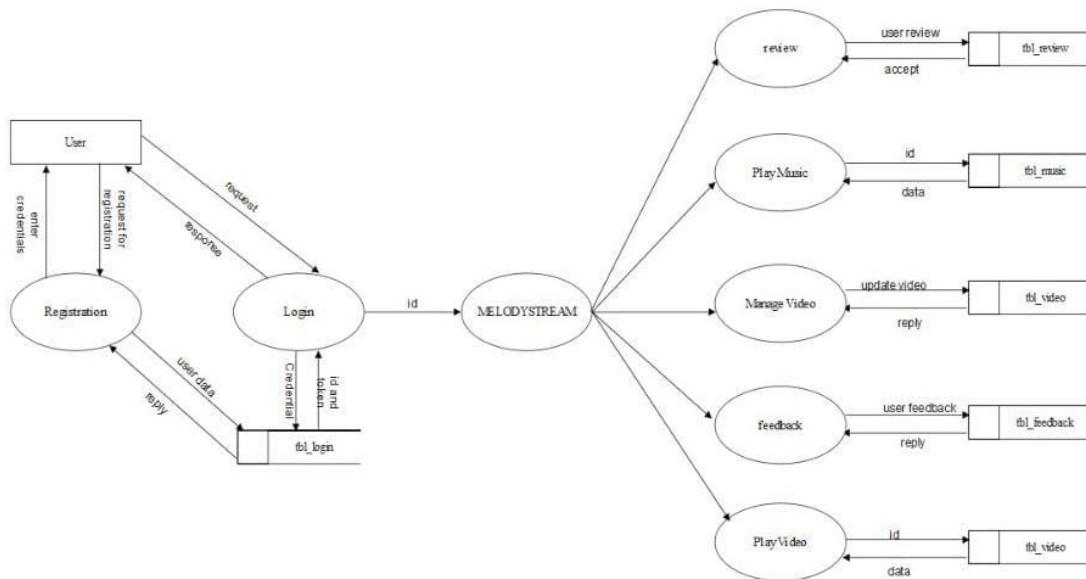 user review
review
tbl_review
accept
User
request
id
PlayMusic
tbl_music
data
enter
credentials
request for
registration
response
update video
Registration
Login
id
MELODYSTREAM
Manage Video
tbl_video
reply
user data
reply
Credential
id and
token
tbl_login
user feedback
feedback
tbl_feedback
reply
id
PlayVideo
tbl_video
data